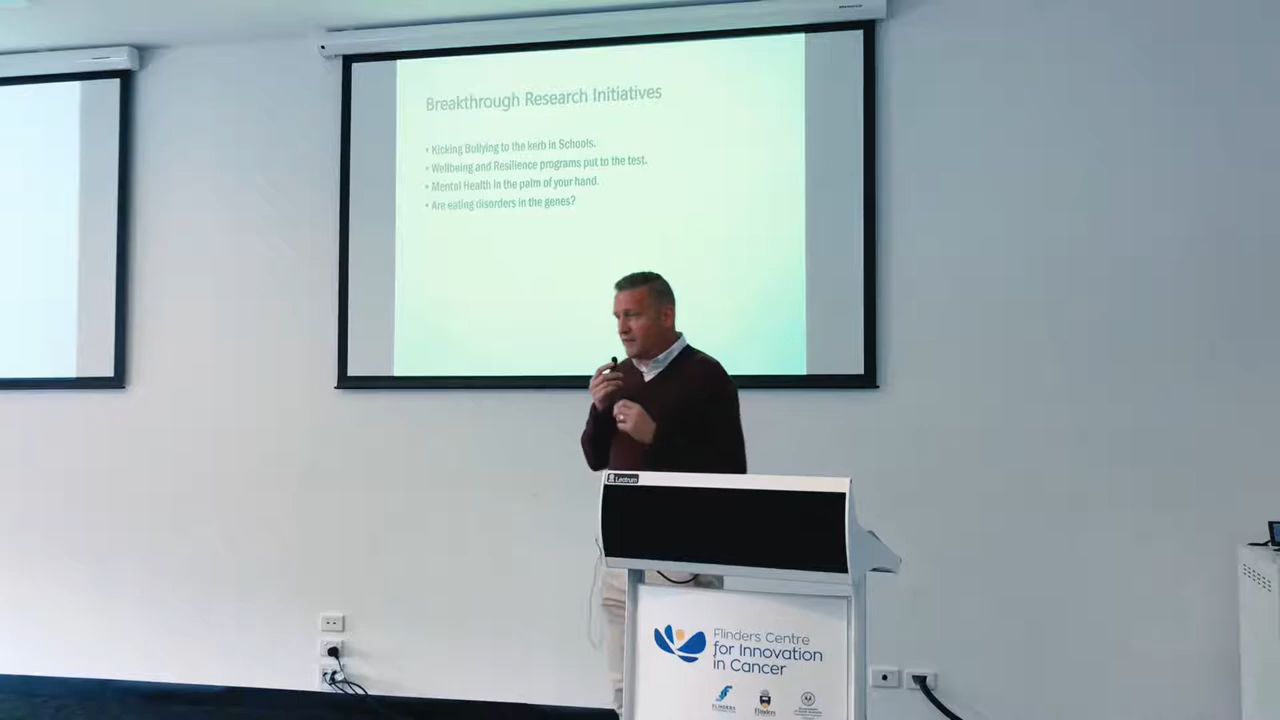 Breakthrough Research Initiatives
• Kicking Bullying to the kerb in Schools.
• Wellbeing and Resilience programs put to the test.
• Mental Health in the palm of your hand.
• Are eating disorders in the genes?
Lectrum
Flinders Centre
for Innovation
in Cancer
FLINDERS
Flinders